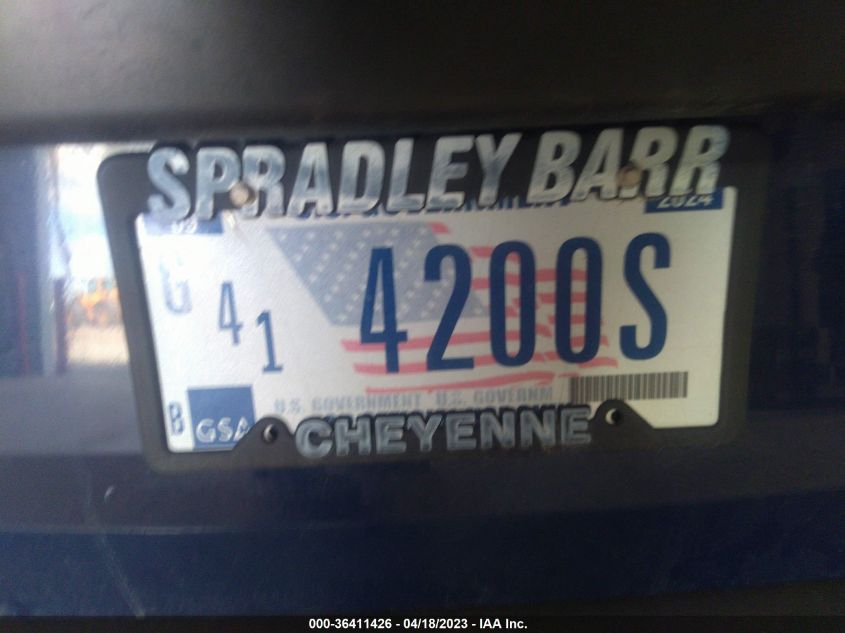 SPRADLEY BARR
2024
G
41 4200S
B GSA
U.S. GOVERNMENT U.S. GOVERNM
CHEYENNE
000-36411426 - 04/18/2023 - IAA Inc.